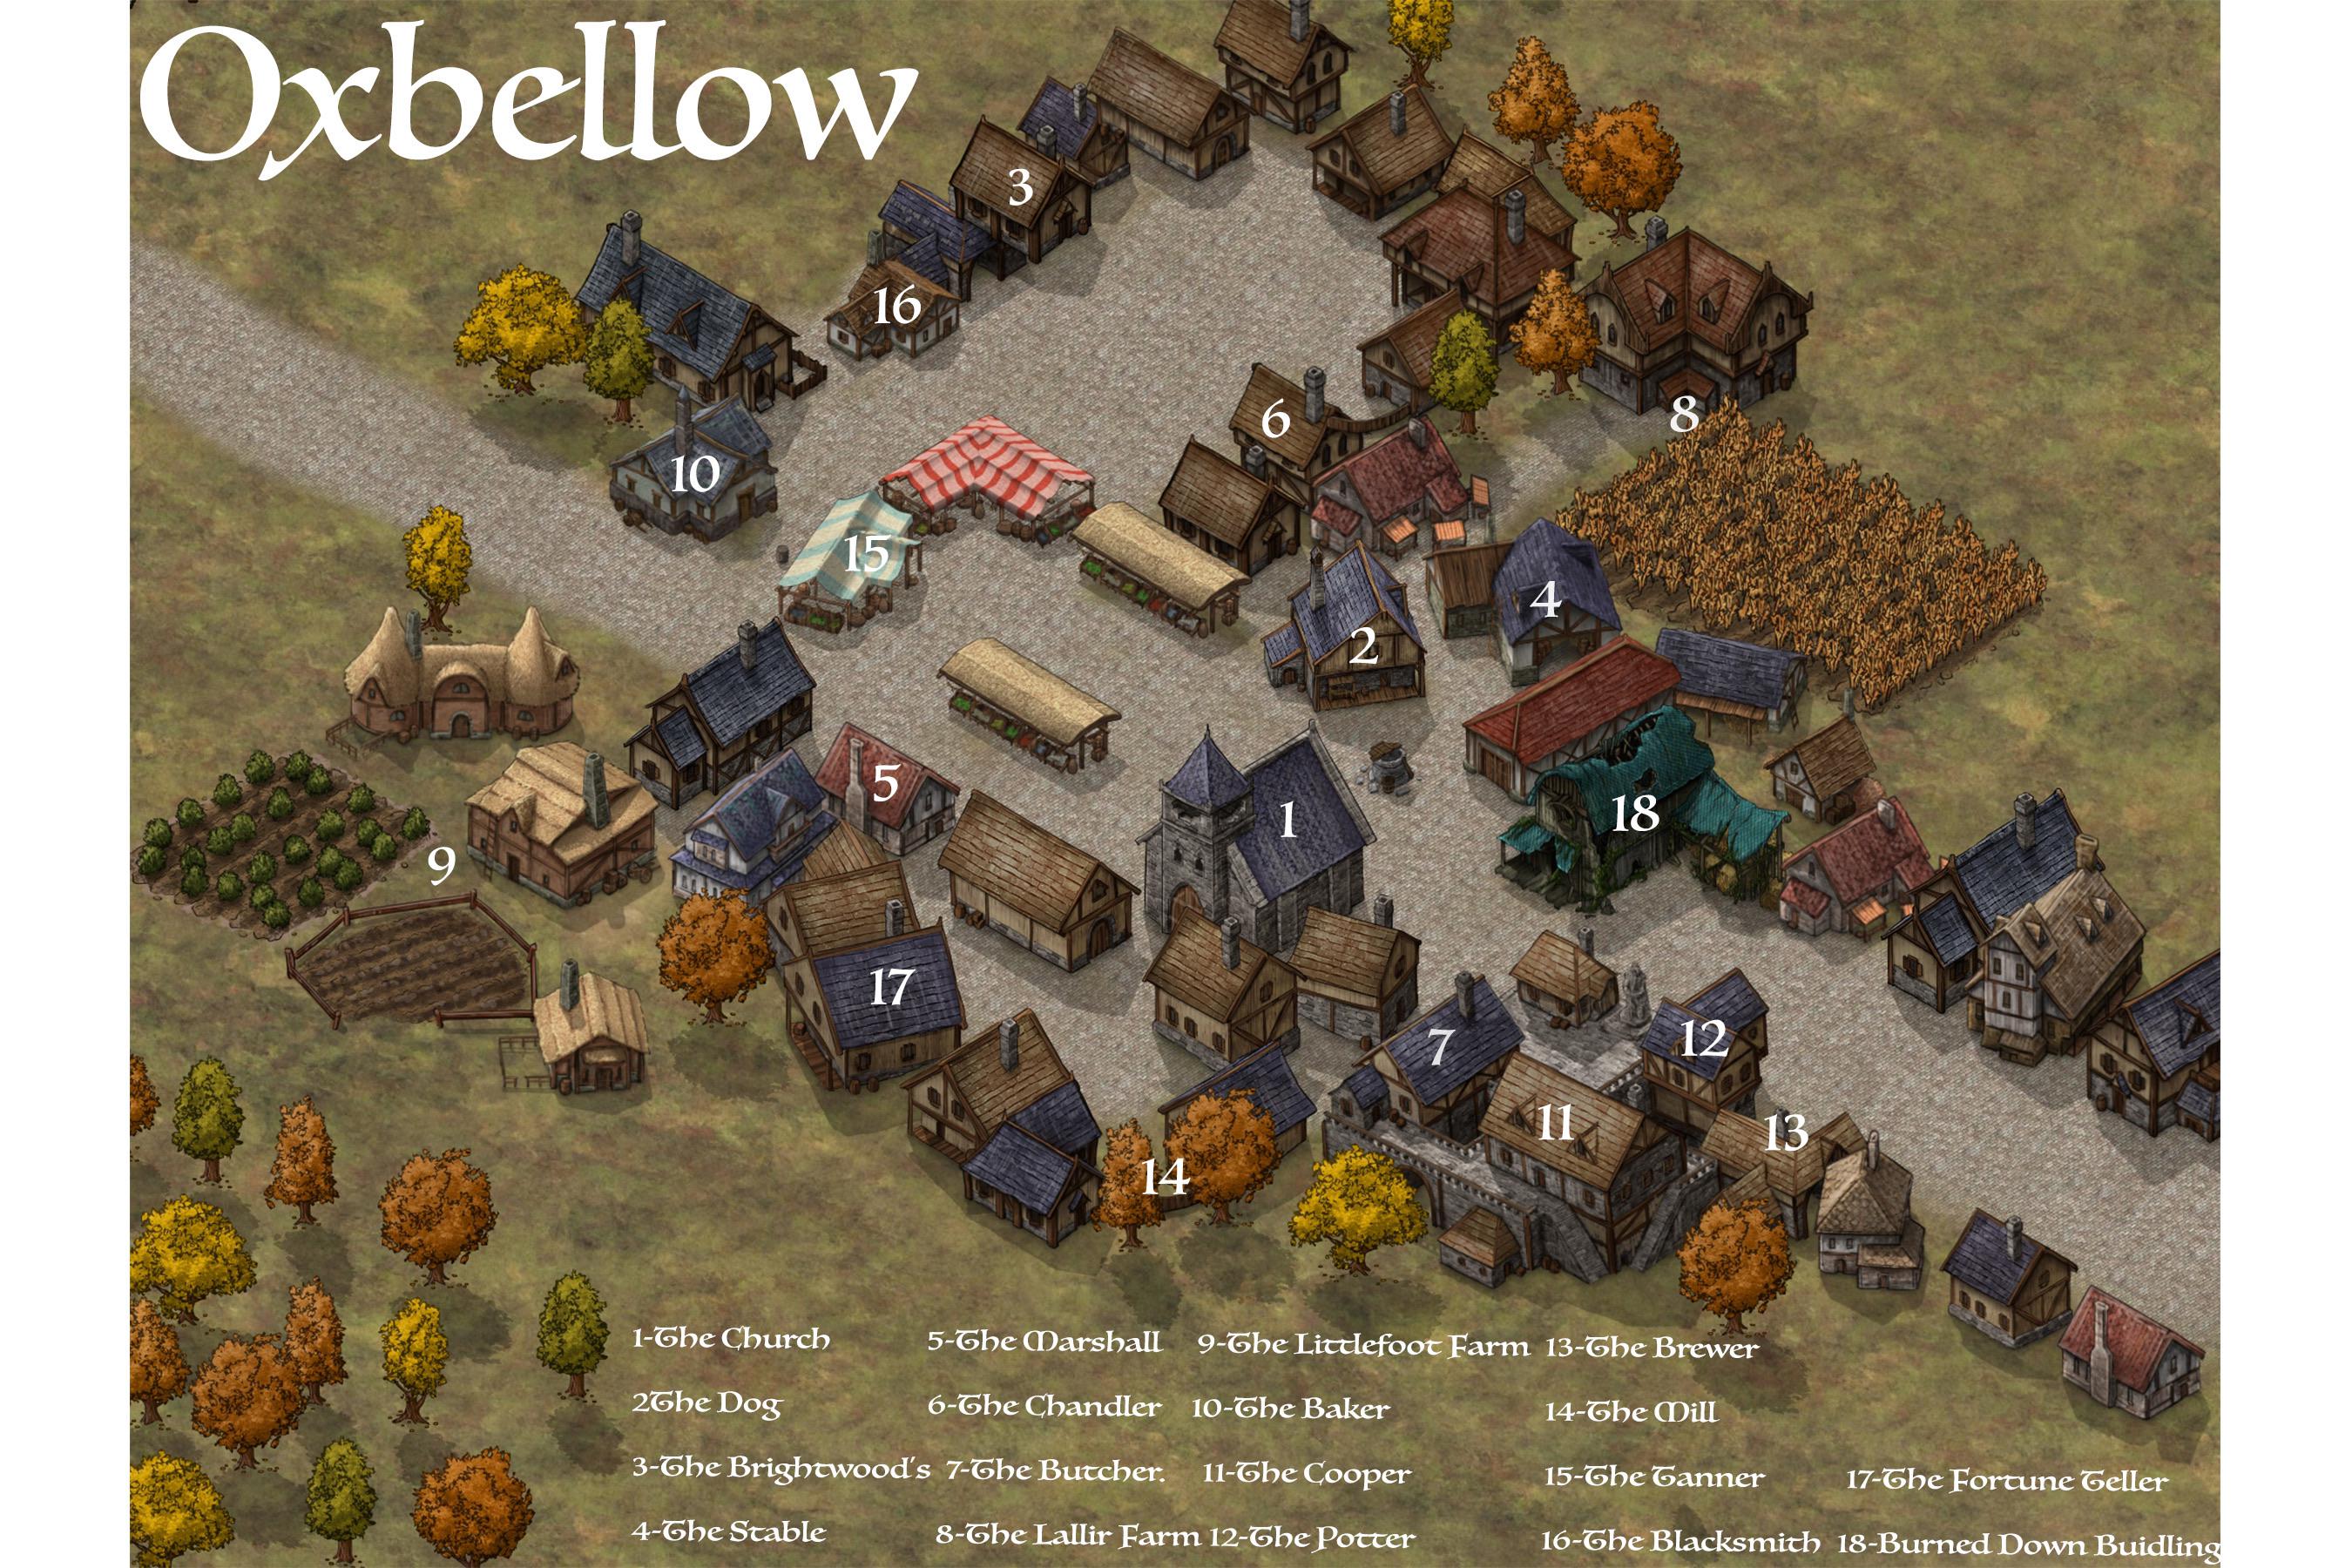 Oxbellow
3
16
6
8
10
15
4
2
5
1
18
9
17
7
12
11
13
14
1-The Church
2The Dog
3-The Brightwood's
4-The Stable
5-The Marshall
6-The Chandler
7-The Butcher.
8-The Lallir Farm
9-The Littlefoot Farm
10-The Baker
11-The Cooper
12-The Potter
13-The Brewer
14-The Mill
15-The Tanner
16-The Blacksmith
17-The Fortune Teller
18-Burned Down Buidling